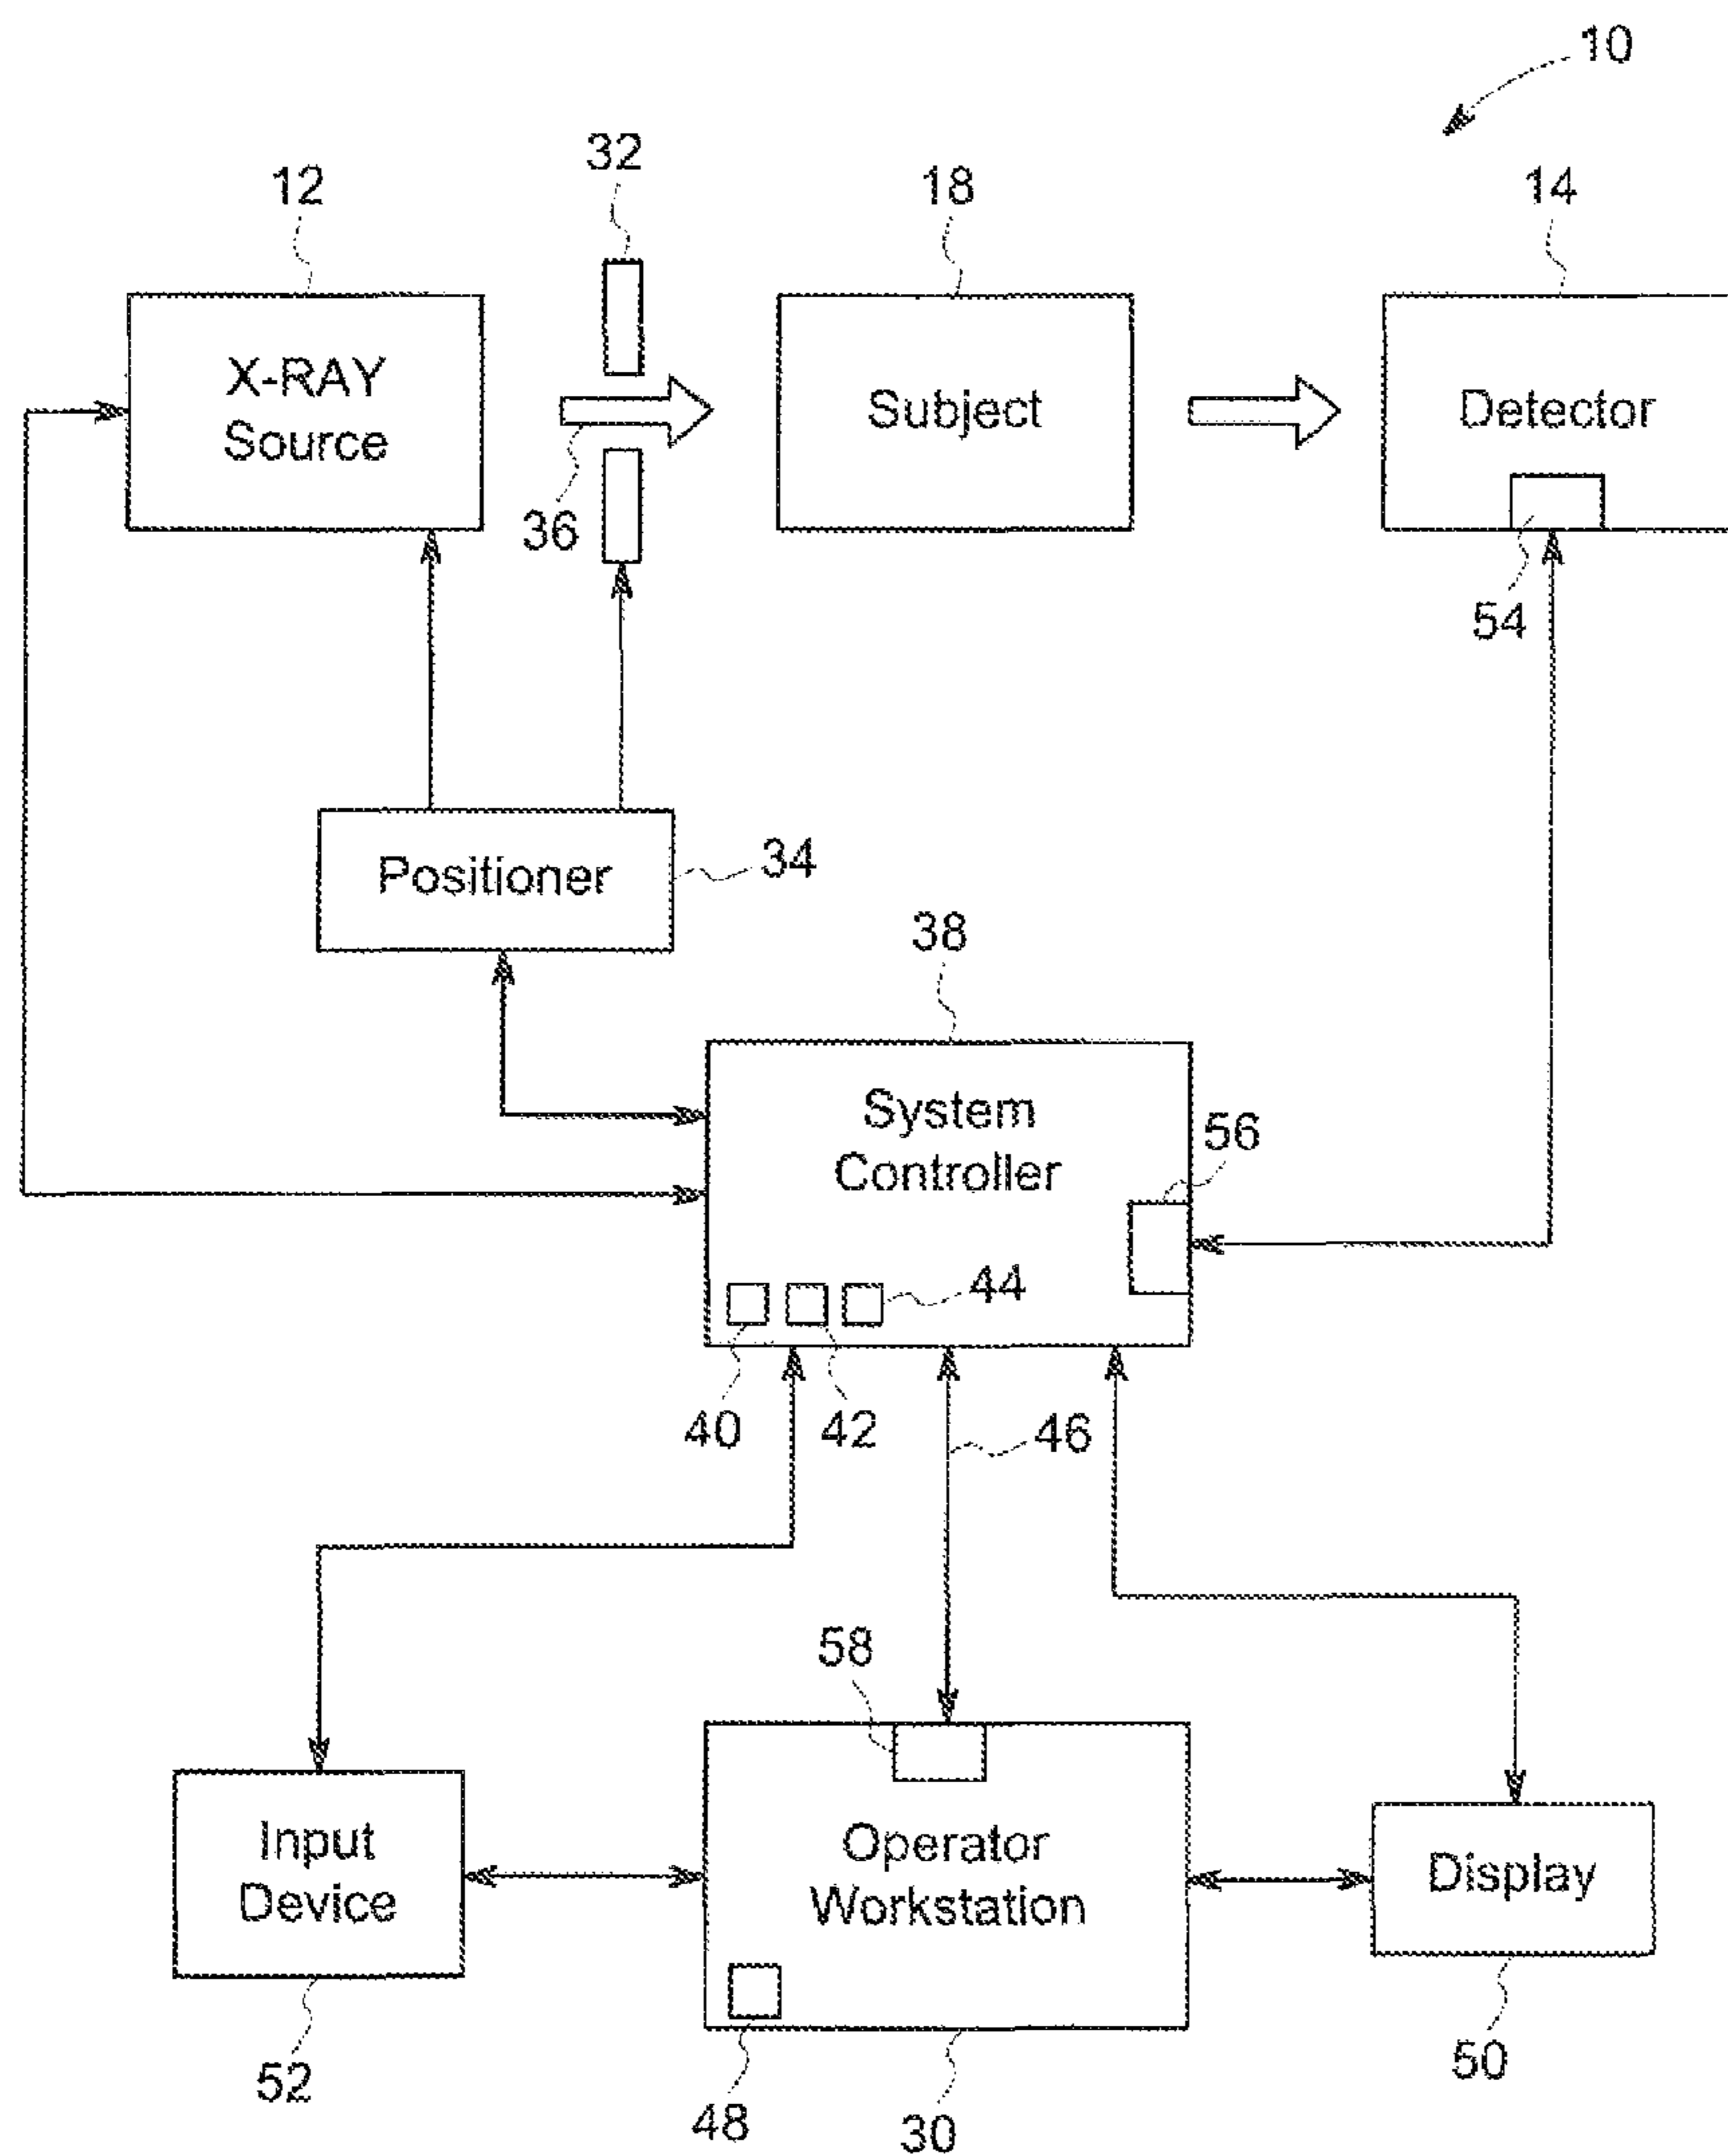 10
32
12
18
14
X-RAY
Source
Subject
Detector
36
54
Positioner
34
38
System
Controller
56
44
40
42
46
58
Input
Device
Operator
Workstation
Display
52
48
30
50